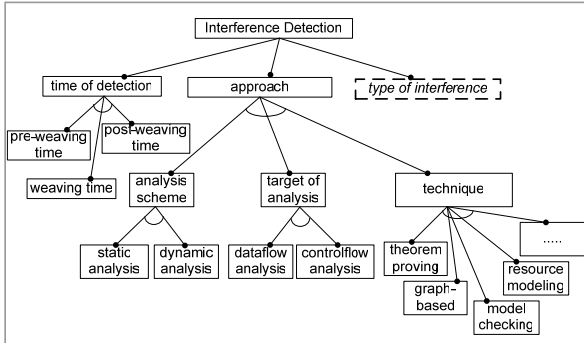 Interference Detection
time of detection
approach
type of interference
pre-weaving
time
post-weaving
time
weaving time
analysis
scheme
target of
analysis
technique
static
analysis
dynamic
analysis
dataflow
analysis
controlflow
analysis
theorem
proving
graph-
based
model
checking
resource
modeling
.....